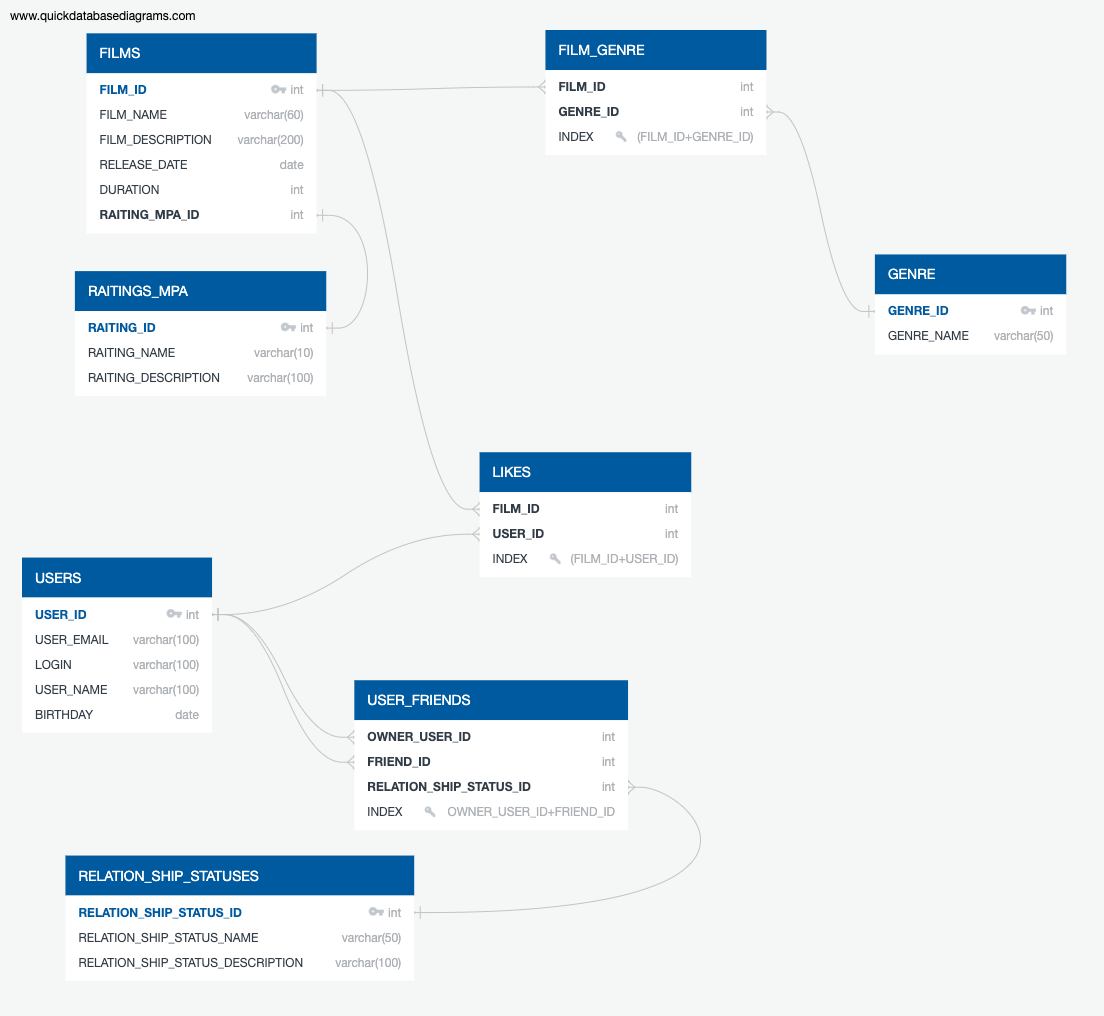 www.quickdatabasediagrams.com
FILMS
FILM_ID int
FILM_NAME varchar(60)
FILM_DESCRIPTION varchar(200)
RELEASE_DATE date
DURATION int
RAITING_MPA_ID int
FILM_GENRE
FILM_ID int
GENRE_ID int
INDEX (FILM_ID+GENRE_ID)
RAITINGS_MPA
RAITING_ID int
RAITING_NAME varchar(10)
RAITING_DESCRIPTION varchar(100)
GENRE
GENRE_ID int
GENRE_NAME varchar(50)
LIKES
FILM_ID int
USER_ID int
INDEX (FILM_ID+USER_ID)
USERS
USER_ID int
USER_EMAIL varchar(100)
LOGIN varchar(100)
USER_NAME varchar(100)
BIRTHDAY date
USER_FRIENDS
OWNER_USER_ID int
FRIEND_ID int
RELATION_SHIP_STATUS_ID int
INDEX OWNER_USER_ID+FRIEND_ID
RELATION_SHIP_STATUSES
RELATION_SHIP_STATUS_ID int
RELATION_SHIP_STATUS_NAME varchar(50)
RELATION_SHIP_STATUS_DESCRIPTION varchar(100)